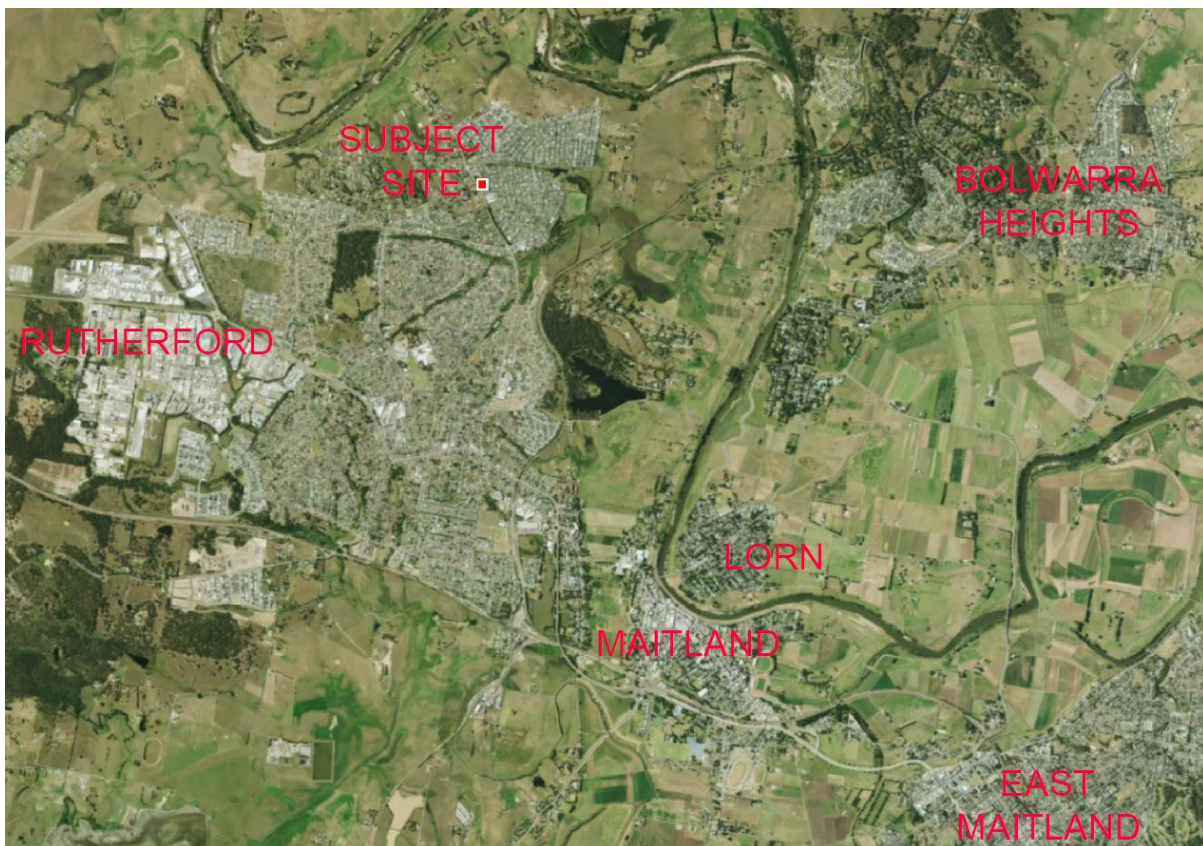 SUBJECT
SITE
BOLWARRA
HEIGHTS
RUTHERFORD
LORN
MAITLAND
EAST
MAITLAND